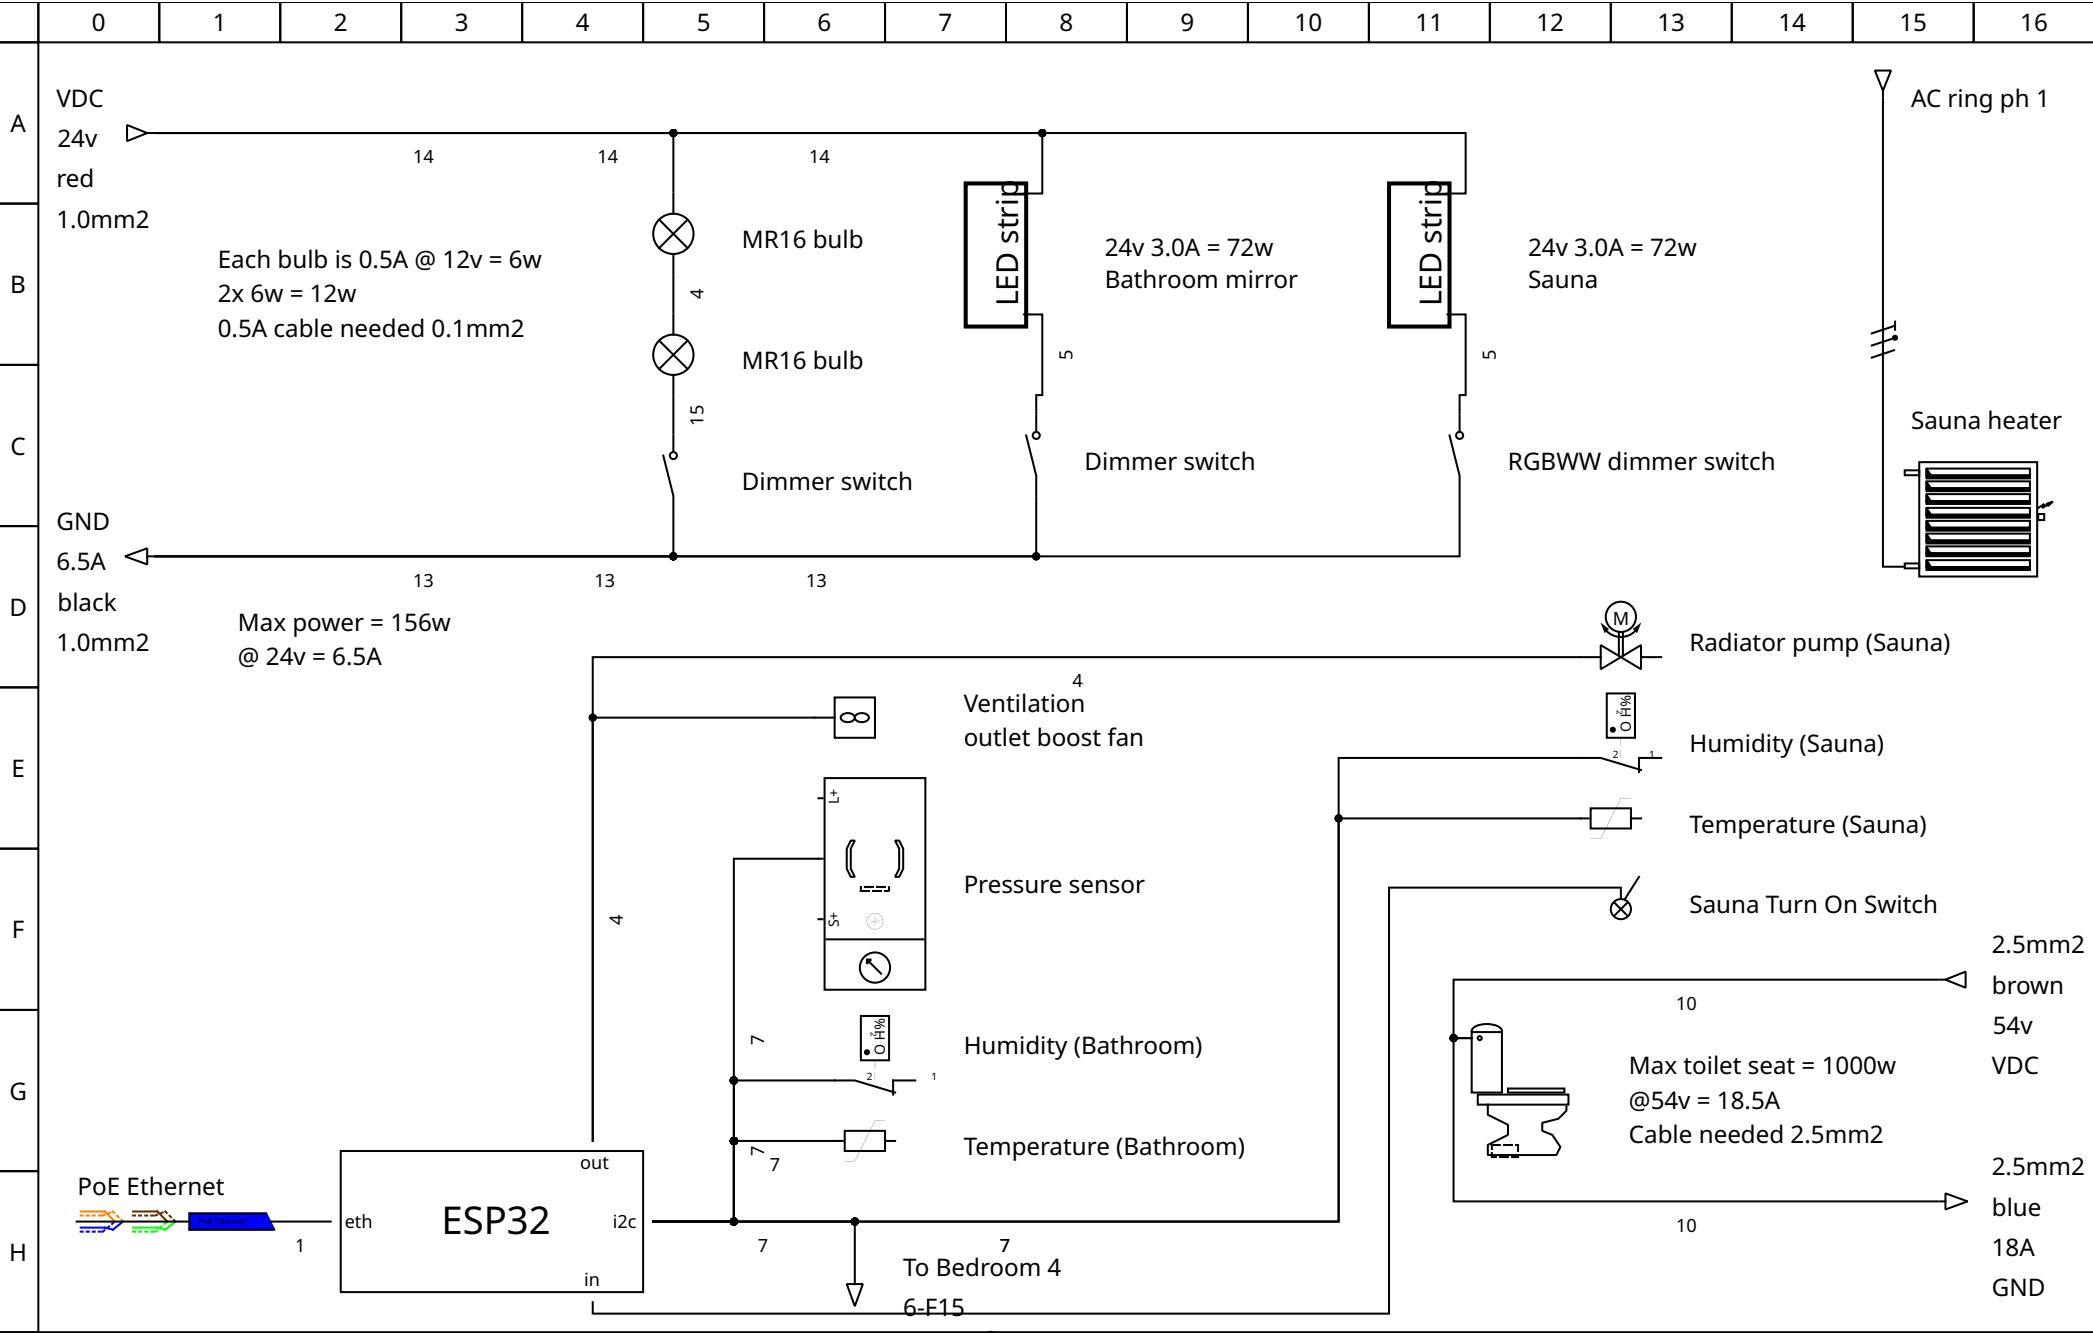 0 1 2 3 4 5 6 7 8 9 10 11 12 13 14 15 16
A
B
C
D
E
F
G
H
VDC
24v
red
1.0mm2
14 14 14
AC ring ph 1
Each bulb is 0.5A @ 12v = 6w
2x 6w = 12w
0.5A cable needed 0.1mm2
MR16 bulb
4
MR16 bulb
15
Dimmer switch
LED strip
24v 3.0A = 72w
Bathroom mirror
5
Dimmer switch
LED strip
24v 3.0A = 72w
Sauna
5
RGBWW dimmer switch
Sauna heater
GND
6.5A
black
1.0mm2
13 13 13
Max power = 156w
@ 24v = 6.5A
M
Radiator pump (Sauna)
4
Ventilation
outlet boost fan
%H2O
2 1
Humidity (Sauna)
Temperature (Sauna)
Sauna Turn On Switch
L+
S+
Pressure sensor
4
7
%H2O
2 1
Humidity (Bathroom)
7
7
Temperature (Bathroom)
2.5mm2
brown
54v
VDC
10
Max toilet seat = 1000w
@54v = 18.5A
Cable needed 2.5mm2
2.5mm2
blue
18A
GND
10
PoE Ethernet
PoE Ethernet
1
out
eth
ESP32
i2c
in
7
7
To Bedroom 4
6-F15